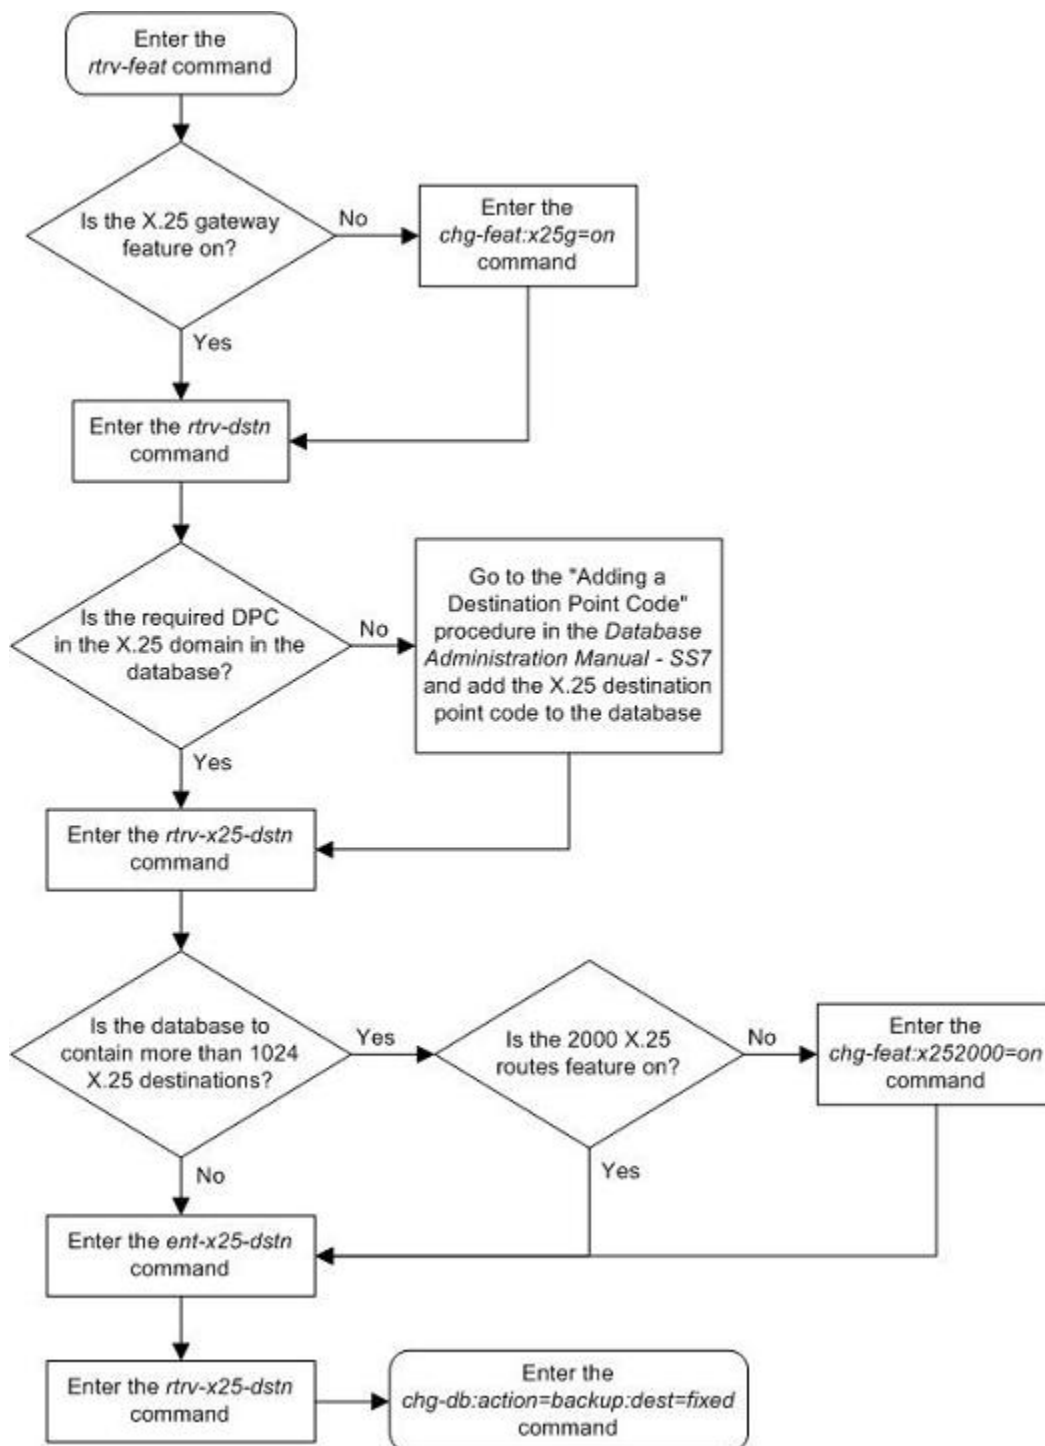 Enter the
rtrv-feat command
Is the X.25 gateway
feature on?
No
Enter the
chg-feat:x25g=on
command
Yes
Enter the rtrv-dstn
command
Is the required DPC
in the X.25 domain in the
database?
No
Go to the "Adding a
Destination Point Code"
procedure in the Database
Administration Manual - SS7
and add the X.25 destination
point code to the database
Yes
Enter the rtrv-x25-dstn
command
Is the database to
contain more than 1024
X.25 destinations?
Yes
Is the 2000 X.25
routes feature on?
No
Enter the
chg-feat:x252000=on
command
Yes
No
Enter the ent-x25-dstn
command
Enter the rtrv-x25-dstn
command
Enter the
chg-db:action=backup:dest=fixed
command